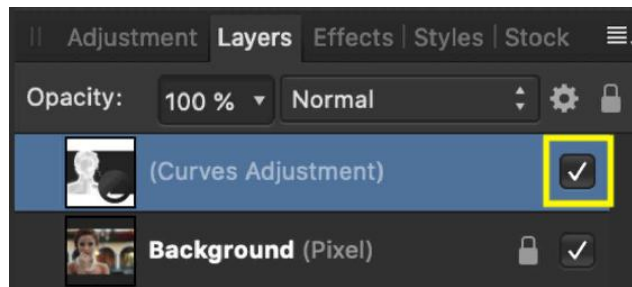 Adjustment Layers Effects | Styles | Stock
Opacity: 100 % Normal
(Curves Adjustment)
Background (Pixel)